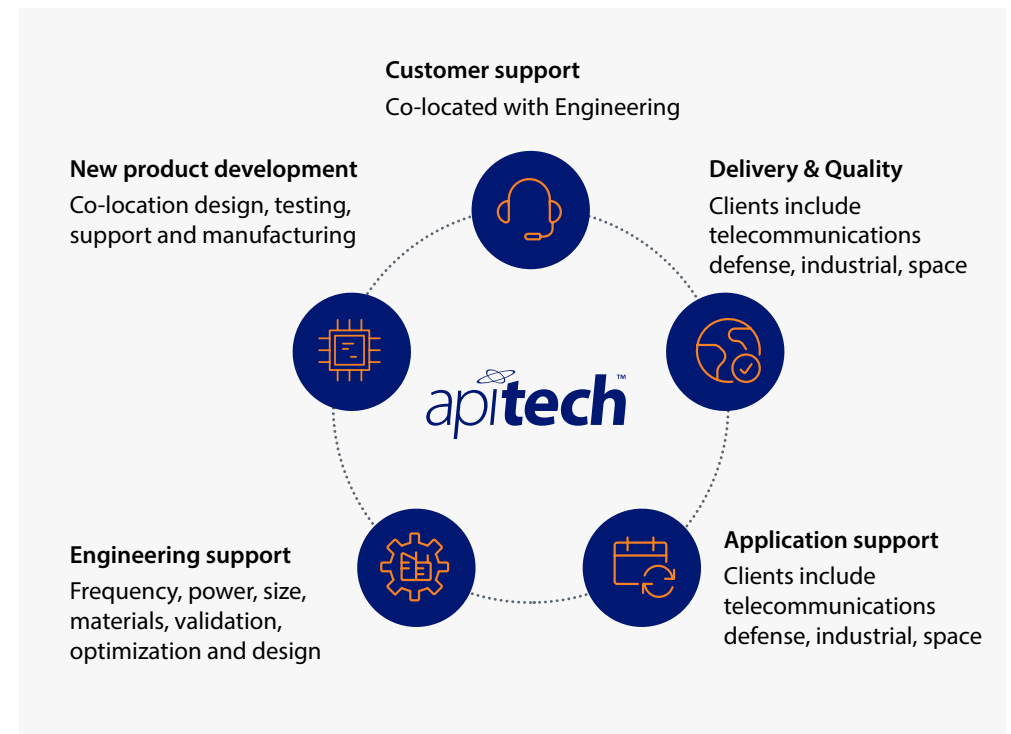 Customer support
Co-located with Engineering
New product development
Co-location design, testing,
support and manufacturing
Delivery & Quality
Clients include
telecommunications
defense, industrial, space
apitech™
Engineering support
Frequency, power, size,
materials, validation,
optimization and design
Application support
Clients include
telecommunications
defense, industrial, space